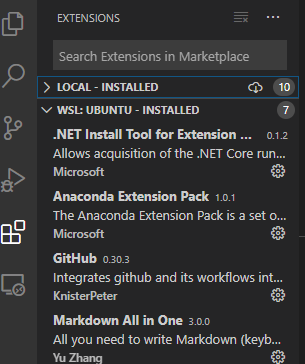 EXTENSIONS
Search Extensions in Marketplace
LOCAL - INSTALLED 10
WSL: UBUNTU - INSTALLED 7
.NET Install Tool for Extension ... 0.1.2
Allows acquisition of the .NET Core run...
Microsoft
Anaconda Extension Pack 1.0.1
The Anaconda Extension Pack is a set o...
Microsoft
GitHub 0.30.3
Integrates github and its workflows int...
KnisterPeter
Markdown All in One 3.0.0
All you need to write Markdown (keyb...
Yu Zhang